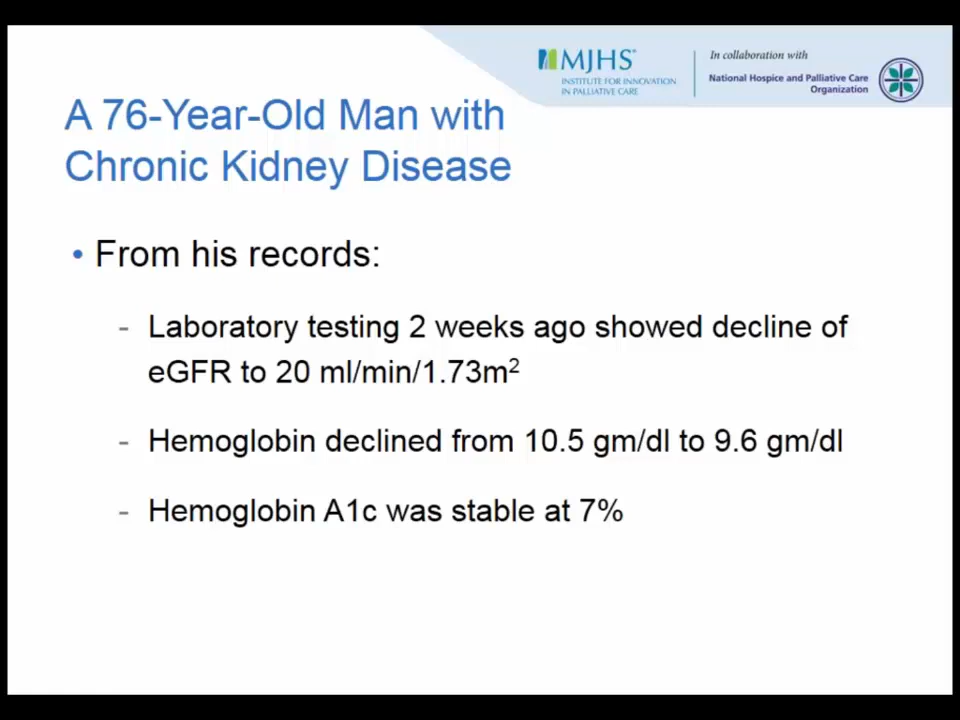 MJHS®
INSTITUTE FOR INNOVATION
IN PALLIATIVE CARE
In collaboration with
National Hospice and Palliative Care
Organization
A 76-Year-Old Man with
Chronic Kidney Disease
• From his records:
- Laboratory testing 2 weeks ago showed decline of
eGFR to 20 ml/min/1.73m²
- Hemoglobin declined from 10.5 gm/dl to 9.6 gm/dl
- Hemoglobin A1c was stable at 7%